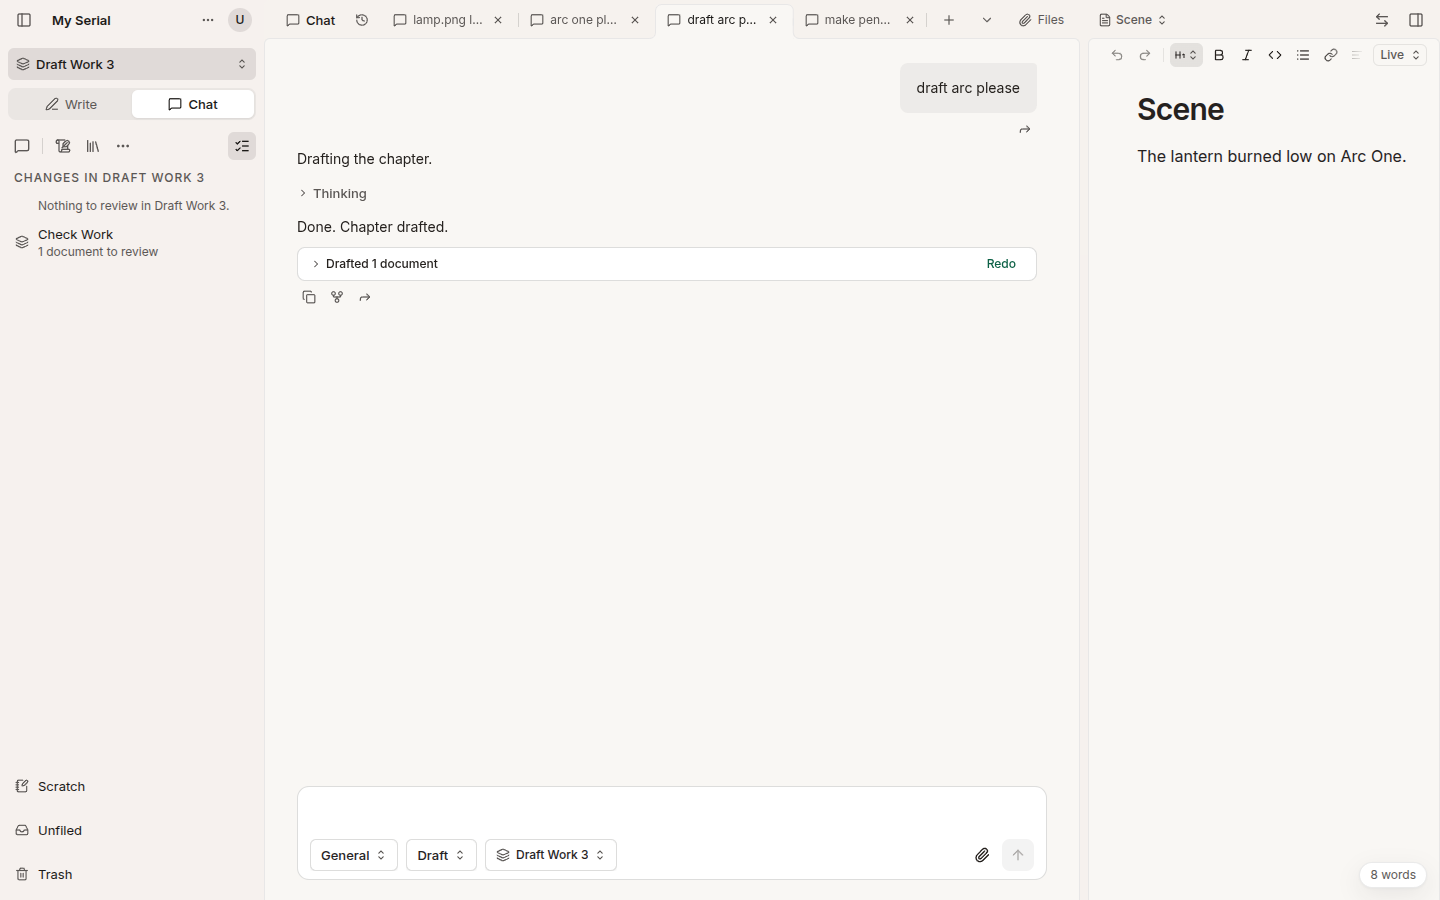 My Serial
U
Draft Work 3
Write
Chat
CHANGES IN DRAFT WORK 3
Nothing to review in Draft Work 3.
Check Work
1 document to review
Scratch
Unfiled
Trash
Chat
lamp.png l...
arc one pl...
draft arc p...
make pen...
Files
draft arc please
Drafting the chapter.
Thinking
Done. Chapter drafted.
Drafted 1 document
Redo
General
Draft
Draft Work 3
Scene
H1
B
I
Live
Scene
The lantern burned low on Arc One.
8 words